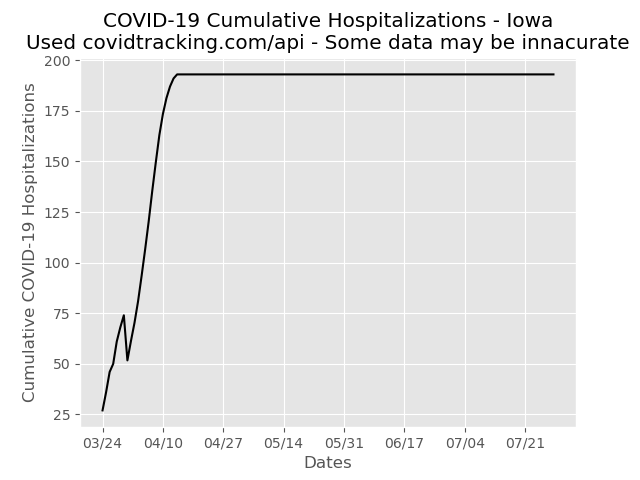 COVID-19 Cumulative Hospitalizations - Iowa
Used covidtracking.com/api - Some data may be innacurate
200
175
150
125
100
75
50
25
Cumulative COVID-19 Hospitalizations
03/24 04/10 04/27 05/14 05/31 06/17 07/04 07/21
Dates